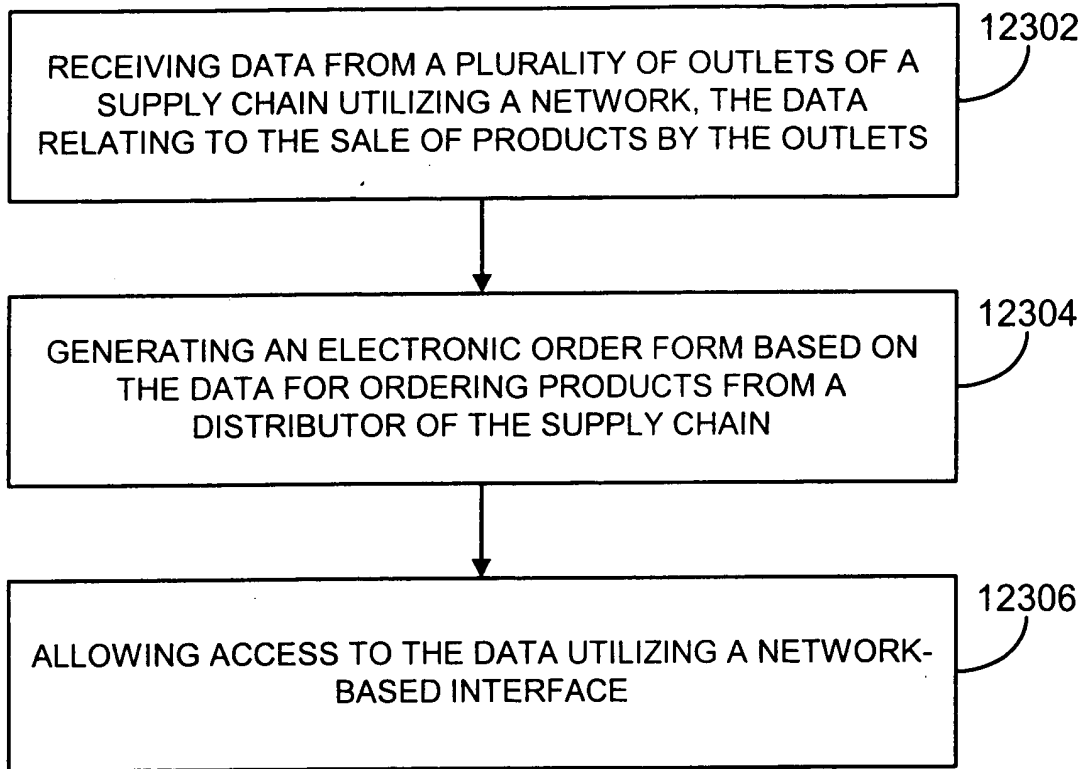 12302
RECEIVING DATA FROM A PLURALITY OF OUTLETS OF A
SUPPLY CHAIN UTILIZING A NETWORK, THE DATA
RELATING TO THE SALE OF PRODUCTS BY THE OUTLETS
12304
GENERATING AN ELECTRONIC ORDER FORM BASED ON
THE DATA FOR ORDERING PRODUCTS FROM A
DISTRIBUTOR OF THE SUPPLY CHAIN
12306
ALLOWING ACCESS TO THE DATA UTILIZING A NETWORK-
BASED INTERFACE